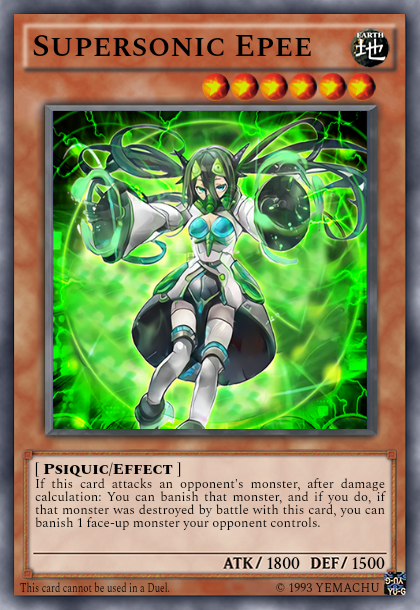 Supersonic Epee
EARTH
地
[ Psiquic/Effect ]
If this card attacks an opponent's monster, after damage
calculation: You can banish that monster, and if you do, if
that monster was destroyed by battle with this card, you can
banish 1 face-up monster your opponent controls.
ATK / 1800 DEF / 1500
This card cannot be used in a Duel.
© 1993 YEMACHU
YU-G